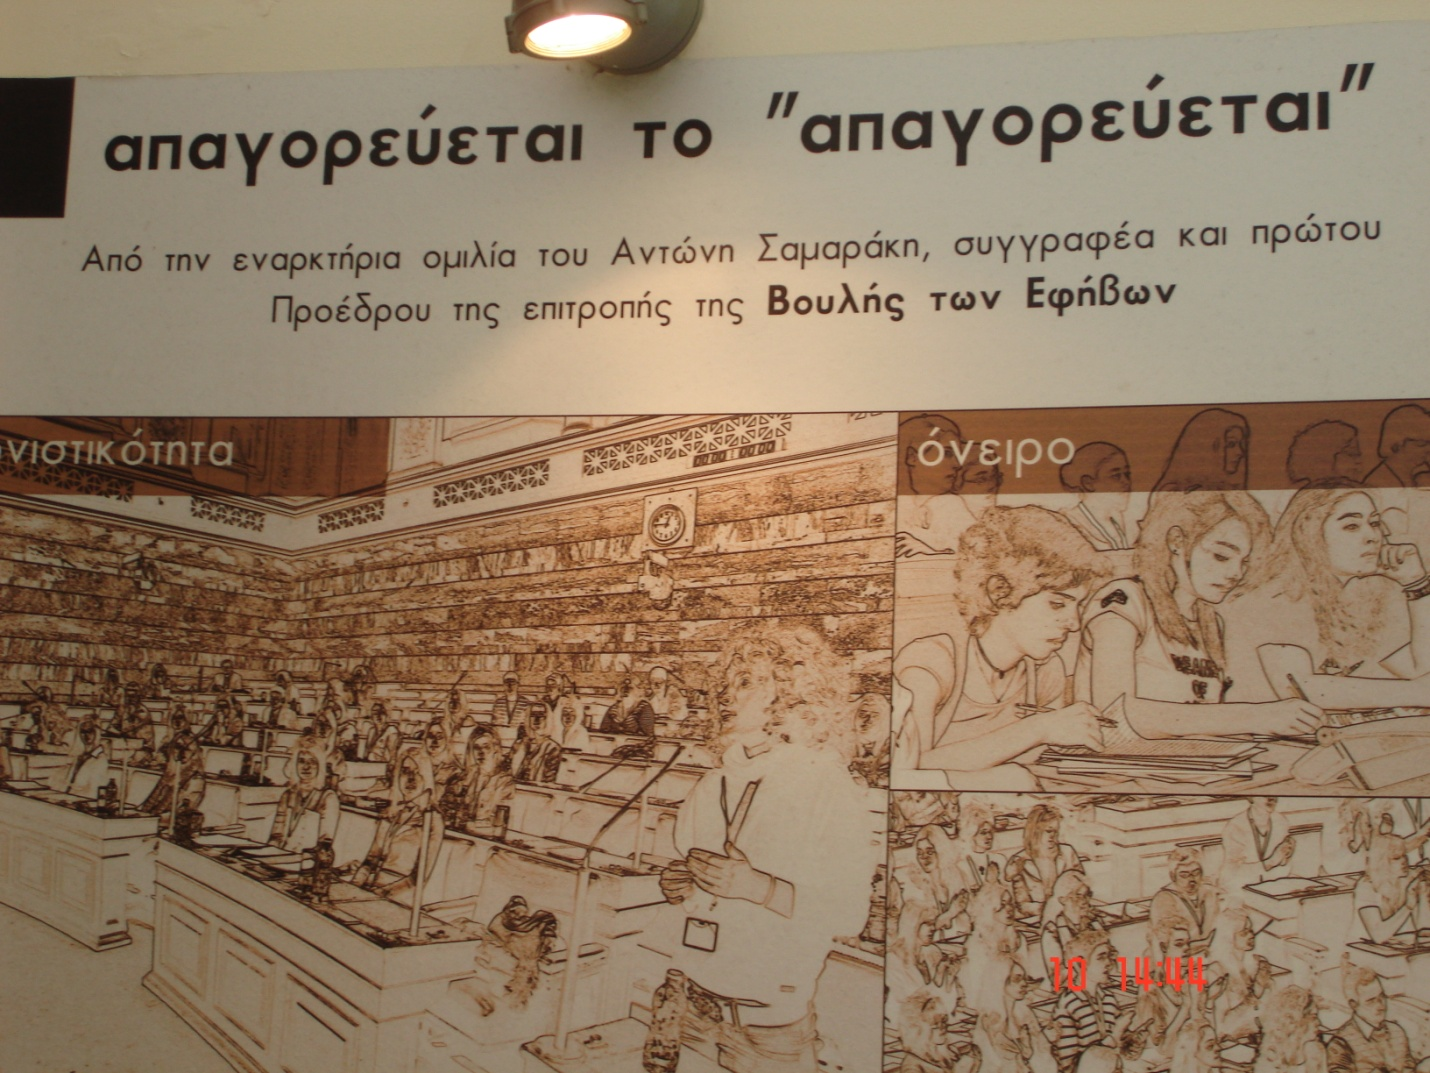 απαγορεύεται το "απαγορεύεται"
Από την εναρκτήρια ομιλία του Αντώνη Σαμαράκη, συγγραφέα και πρώτου
Προέδρου της επιτροπής της Βουλής των Εφήβων
νιστικότητα
όνειρο
10 14:44